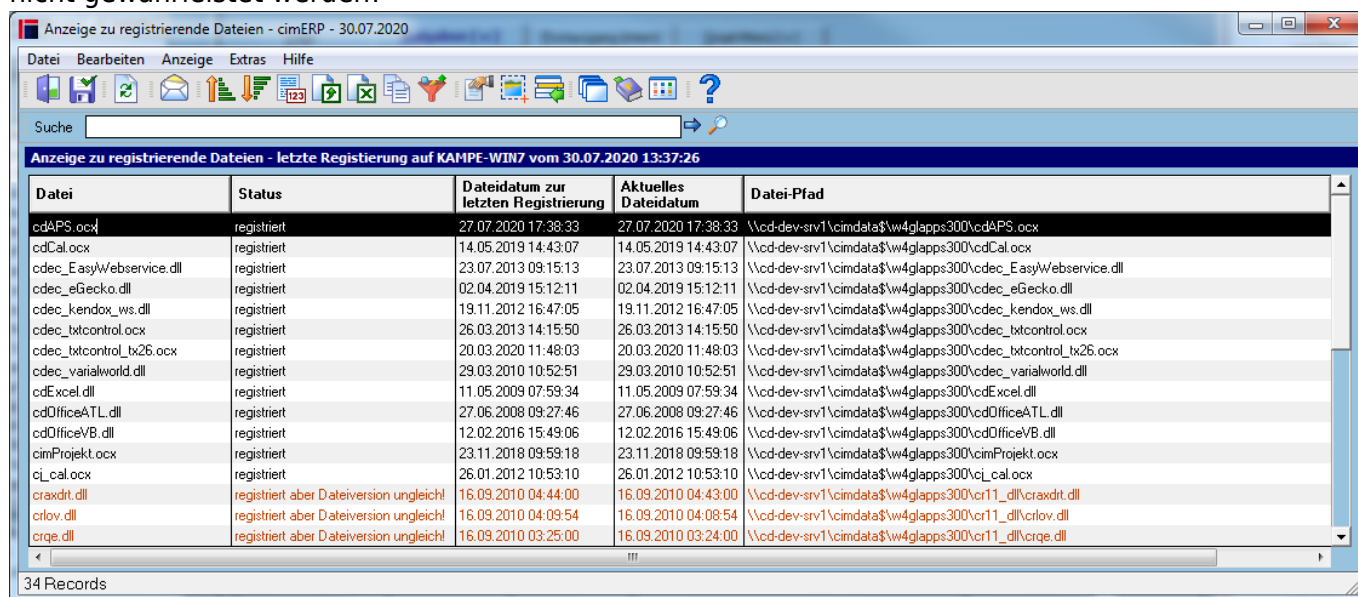 nicht gewährleistet werden.
Anzeige zu registrierende Dateien - cimERP - 30.07.2020
Datei Bearbeiten Anzeige Extras Hilfe
123
Suche
Anzeige zu registrierende Dateien - letzte Registierung auf KAMPE-WIN7 vom 30.07.2020 13:37:26
Datei Status Dateidatum zur letzten Registrierung Aktuelles Dateidatum Datei-Pfad
cdAPS.ocx registriert 27.07.2020 17:38:33 27.07.2020 17:38:33 \\cd-dev-srv1\cimdata$\w4glapps300\cdAPS.ocx
cdCal.ocx registriert 14.05.2019 14:43:07 14.05.2019 14:43:07 \\cd-dev-srv1\cimdata$\w4glapps300\cdCal.ocx
cdec_EasyWebservice.dll registriert 23.07.2013 09:15:13 23.07.2013 09:15:13 \\cd-dev-srv1\cimdata$\w4glapps300\cdec_EasyWebservice.dll
cdec_eGecko.dll registriert 02.04.2019 15:12:11 02.04.2019 15:12:11 \\cd-dev-srv1\cimdata$\w4glapps300\cdec_eGecko.dll
cdec_kendox_ws.dll registriert 19.11.2012 16:47:05 19.11.2012 16:47:05 \\cd-dev-srv1\cimdata$\w4glapps300\cdec_kendox_ws.dll
cdec_txtcontrol.ocx registriert 26.03.2013 14:15:50 26.03.2013 14:15:50 \\cd-dev-srv1\cimdata$\w4glapps300\cdec_txtcontrol.ocx
cdec_txtcontrol_tx26.ocx registriert 20.03.2020 11:48:03 20.03.2020 11:48:03 \\cd-dev-srv1\cimdata$\w4glapps300\cdec_txtcontrol_tx26.ocx
cdec_varialworld.dll registriert 29.03.2010 10:52:51 29.03.2010 10:52:51 \\cd-dev-srv1\cimdata$\w4glapps300\cdec_varialworld.dll
cdExcel.dll registriert 11.05.2009 07:59:34 11.05.2009 07:59:34 \\cd-dev-srv1\cimdata$\w4glapps300\cdExcel.dll
cdOfficeATL.dll registriert 27.06.2008 09:27:46 27.06.2008 09:27:46 \\cd-dev-srv1\cimdata$\w4glapps300\cdOfficeATL.dll
cdOfficeVB.dll registriert 12.02.2016 15:49:06 12.02.2016 15:49:06 \\cd-dev-srv1\cimdata$\w4glapps300\cdOfficeVB.dll
cimProjekt.ocx registriert 23.11.2018 09:59:18 23.11.2018 09:59:18 \\cd-dev-srv1\cimdata$\w4glapps300\cimProjekt.ocx
cj_cal.ocx registriert 26.01.2012 10:53:10 26.01.2012 10:53:10 \\cd-dev-srv1\cimdata$\w4glapps300\cj_cal.ocx
craxdrt.dll registriert aber Dateiversion ungleich! 16.09.2010 04:44:00 16.09.2010 04:43:00 \\cd-dev-srv1\cimdata$\w4glapps300\cr11_dll\craxdrt.dll
crlov.dll registriert aber Dateiversion ungleich! 16.09.2010 04:09:54 16.09.2010 04:08:54 \\cd-dev-srv1\cimdata$\w4glapps300\cr11_dll\crlov.dll
crqe.dll registriert aber Dateiversion ungleich! 16.09.2010 03:25:00 16.09.2010 03:24:00 \\cd-dev-srv1\cimdata$\w4glapps300\cr11_dll\crqe.dll
34 Records